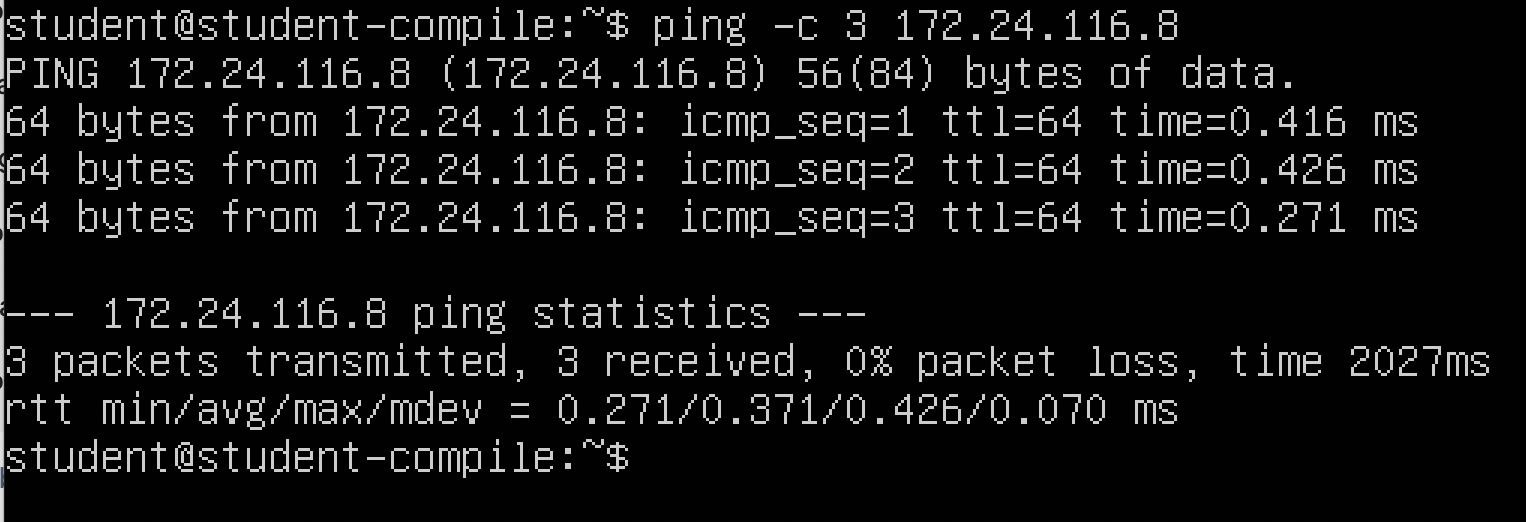 student@student-compile:~$ ping -c 3 172.24.116.8
PING 172.24.116.8 (172.24.116.8) 56(84) bytes of data.
64 bytes from 172.24.116.8: icmp_seq=1 ttl=64 time=0.416 ms
64 bytes from 172.24.116.8: icmp_seq=2 ttl=64 time=0.426 ms
64 bytes from 172.24.116.8: icmp_seq=3 ttl=64 time=0.271 ms
--- 172.24.116.8 ping statistics ---
3 packets transmitted, 3 received, 0% packet loss, time 2027ms
rtt min/avg/max/mdev = 0.271/0.371/0.426/0.070 ms
student@student-compile:~$